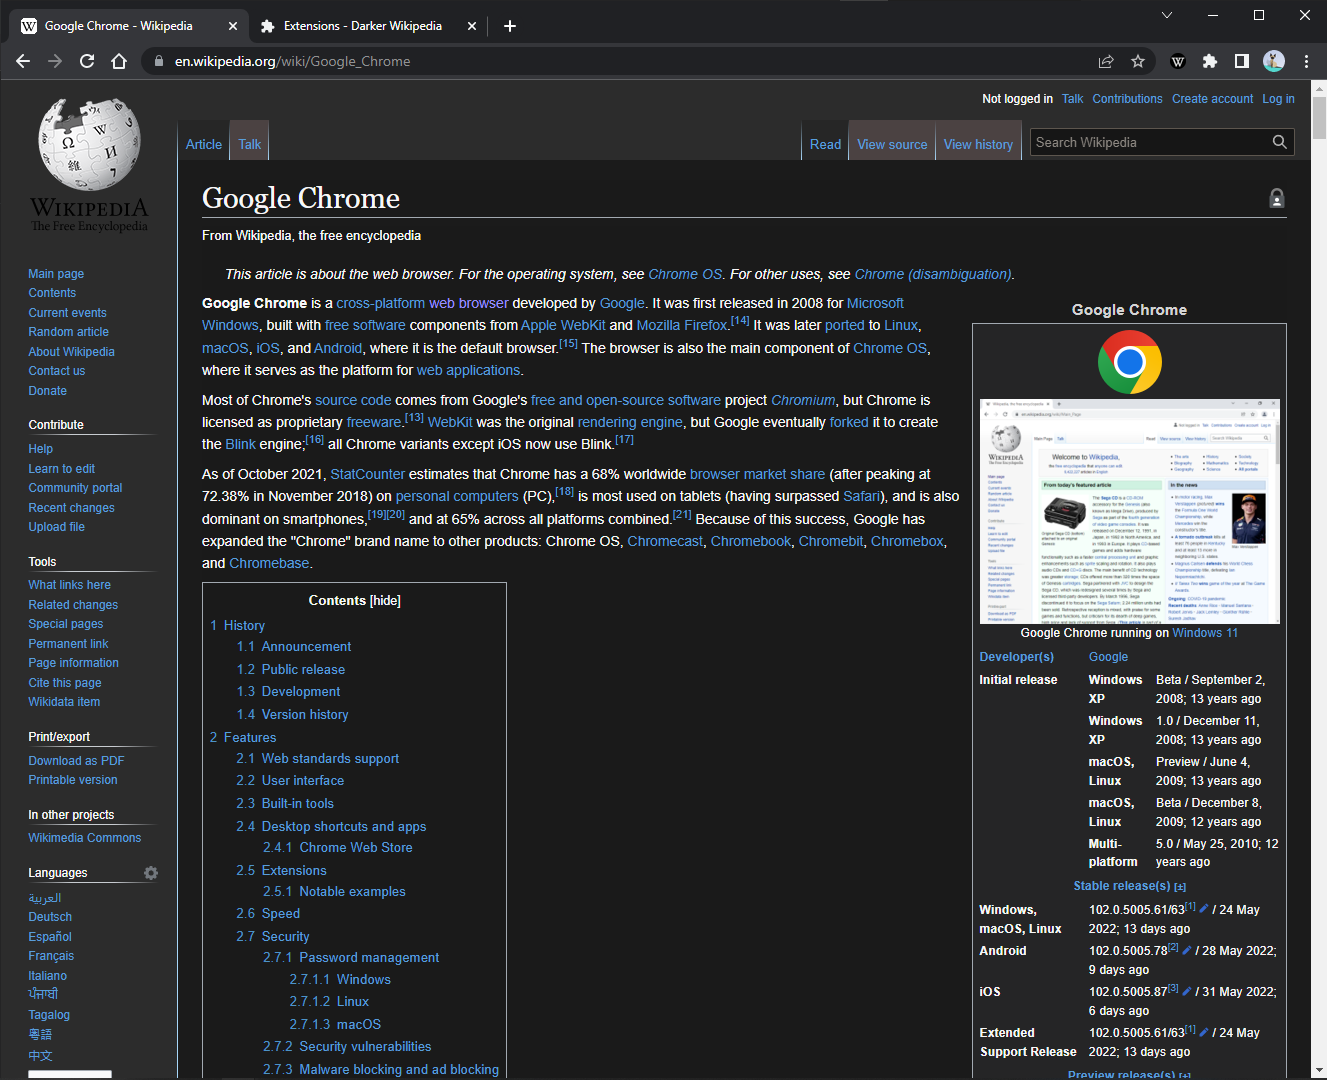 Google Chrome - Wikipedia
Extensions - Darker Wikipedia
en.wikipedia.org/wiki/Google_Chrome
Not logged in Talk Contributions Create account Log in
Article Talk
Read View source View history
Search Wikipedia
WIKIPEDIA
The Free Encyclopedia
Main page
Contents
Current events
Random article
About Wikipedia
Contact us
Donate
Contribute
Help
Learn to edit
Community portal
Recent changes
Upload file
Tools
What links here
Related changes
Special pages
Permanent link
Page information
Cite this page
Wikidata item
Print/export
Download as PDF
Printable version
In other projects
Wikimedia Commons
Languages
العربية
Deutsch
Español
Français
Italiano
ਪੰਜਾਬੀ
Tagalog
粵語
中文
Google Chrome
From Wikipedia, the free encyclopedia
This article is about the web browser. For the operating system, see Chrome OS. For other uses, see Chrome (disambiguation).
Google Chrome is a cross-platform web browser developed by Google. It was first released in 2008 for Microsoft
Windows, built with free software components from Apple WebKit and Mozilla Firefox.[14] It was later ported to Linux,
macOS, iOS, and Android, where it is the default browser.[15] The browser is also the main component of Chrome OS,
where it serves as the platform for web applications.
Most of Chrome's source code comes from Google's free and open-source software project Chromium, but Chrome is
licensed as proprietary freeware.[13] WebKit was the original rendering engine, but Google eventually forked it to create
the Blink engine;[16] all Chrome variants except iOS now use Blink.[17]
As of October 2021, StatCounter estimates that Chrome has a 68% worldwide browser market share (after peaking at
72.38% in November 2018) on personal computers (PC),[18] is most used on tablets (having surpassed Safari), and is also
dominant on smartphones,[19][20] and at 65% across all platforms combined.[21] Because of this success, Google has
expanded the "Chrome" brand name to other products: Chrome OS, Chromecast, Chromebook, Chromebit, Chromebox,
and Chromebase.
Contents [hide]
1 History
1.1 Announcement
1.2 Public release
1.3 Development
1.4 Version history
2 Features
2.1 Web standards support
2.2 User interface
2.3 Built-in tools
2.4 Desktop shortcuts and apps
2.4.1 Chrome Web Store
2.5 Extensions
2.5.1 Notable examples
2.6 Speed
2.7 Security
2.7.1 Password management
2.7.1.1 Windows
2.7.1.2 Linux
2.7.1.3 macOS
2.7.2 Security vulnerabilities
2.7.3 Malware blocking and ad blocking
Google Chrome
WIKIPEDIA
Welcome to Wikipedia,
From today's featured article
In the news
Google Chrome running on Windows 11
Developer(s) Google
Initial release Windows XP Beta / September 2, 2008; 13 years ago
Windows XP 1.0 / December 11, 2008; 13 years ago
macOS, Linux Preview / June 4, 2009; 13 years ago
macOS, Linux Beta / December 8, 2009; 12 years ago
Multi-platform 5.0 / May 25, 2010; 12 years ago
Stable release(s) [±]
Windows, macOS, Linux 102.0.5005.61/63[1] / 24 May 2022; 13 days ago
Android 102.0.5005.78[2] / 28 May 2022; 9 days ago
iOS 102.0.5005.87[3] / 31 May 2022; 6 days ago
Extended Support Release 102.0.5005.61/63[1] / 24 May 2022; 13 days ago
Preview release(s) [±]